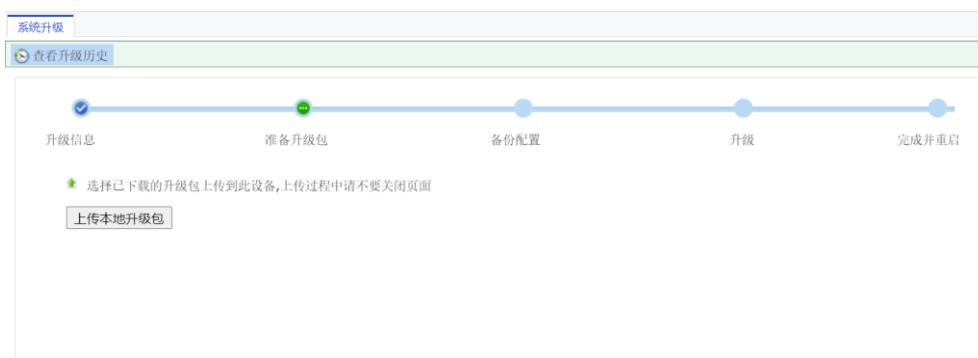 系统升级
查看升级历史
升级信息 准备升级包 备份配置 升级 完成并重启
选择已下载的升级包上传到此设备,上传过程中请不要关闭页面
上传本地升级包